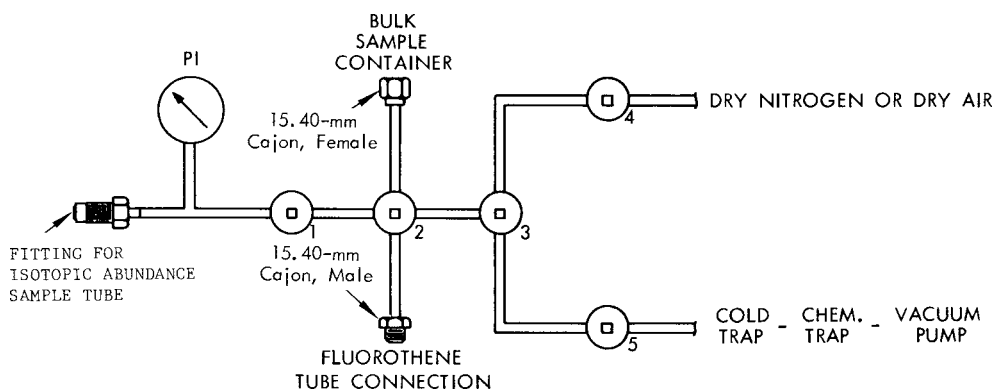 PI
BULK
SAMPLE
CONTAINER
15.40-mm
Cajon, Female
4
DRY NITROGEN OR DRY AIR
1
2
3
FITTING FOR
ISOTOPIC ABUNDANCE
SAMPLE TUBE
15.40-mm
Cajon, Male
5
COLD TRAP - CHEM. TRAP - VACUUM PUMP
FLUOROTHENE
TUBE CONNECTION